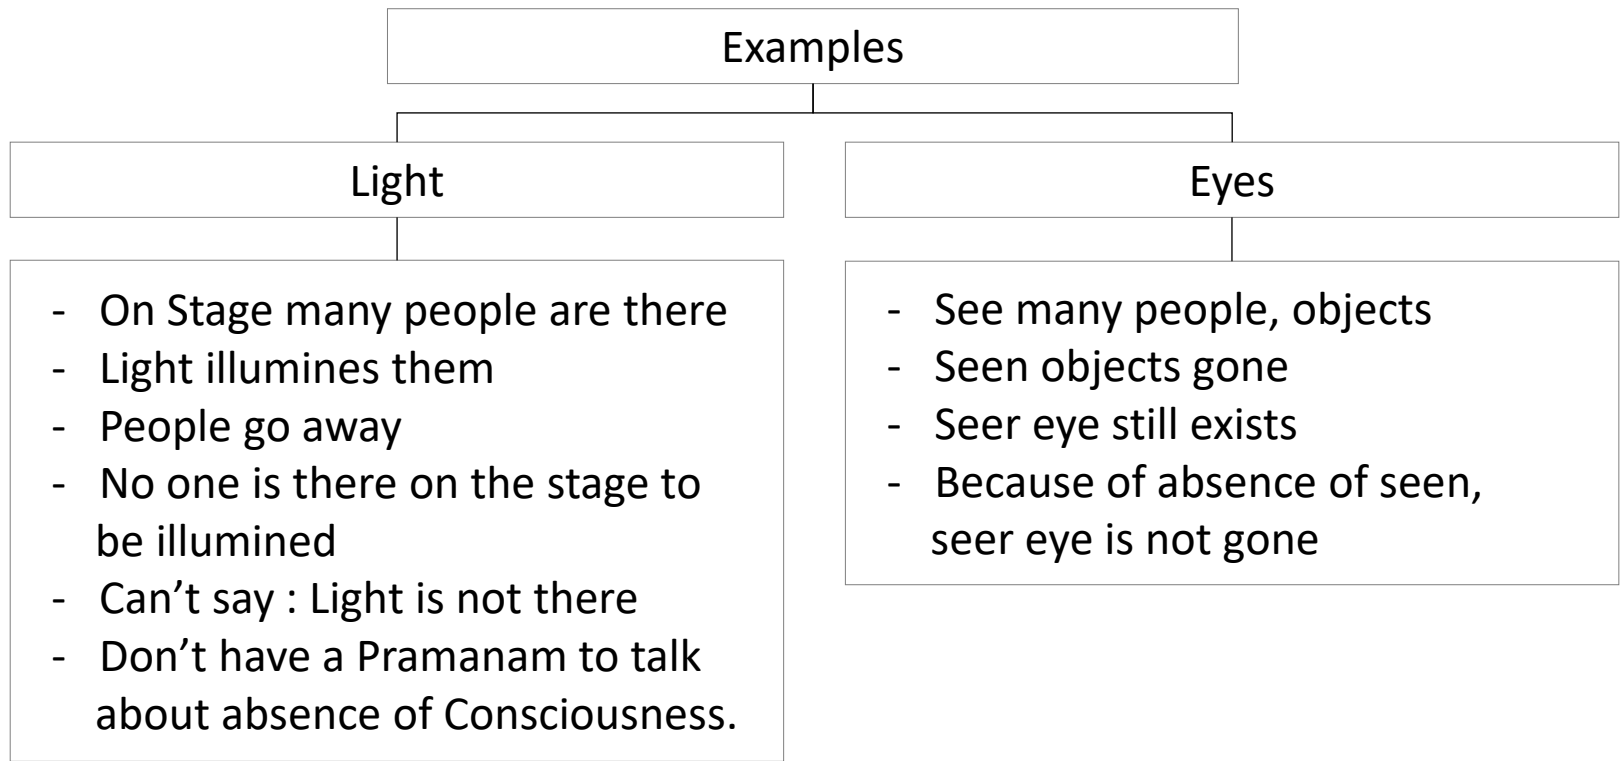 Examples
Light
- On Stage many people are there
- Light illumines them
- People go away
- No one is there on the stage to
be illumined
- Can’t say : Light is not there
- Don’t have a Pramanam to talk
about absence of Consciousness.
Eyes
- See many people, objects
- Seen objects gone
- Seer eye still exists
- Because of absence of seen,
seer eye is not gone